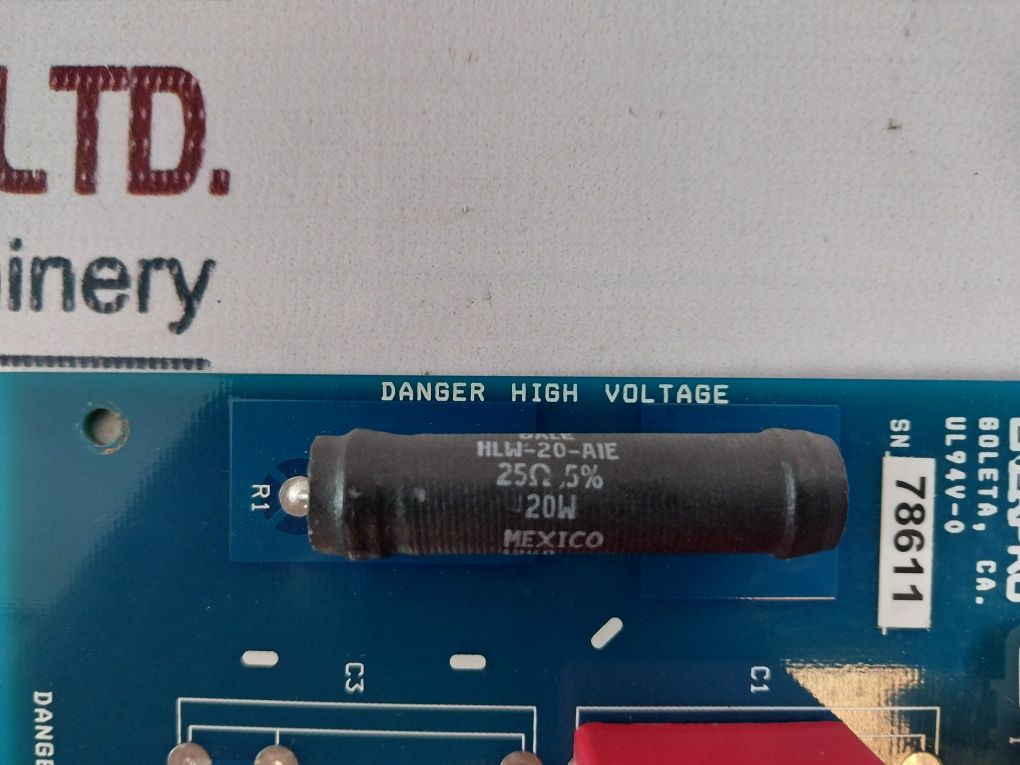 LTD.
inery
DANGER HIGH VOLTAGE
R1
DALE
HLW-20-A1E
25Ω 5%
20W
MEXICO
SN
78611
UL94V-0
GOLETA, CA.
C3
C1